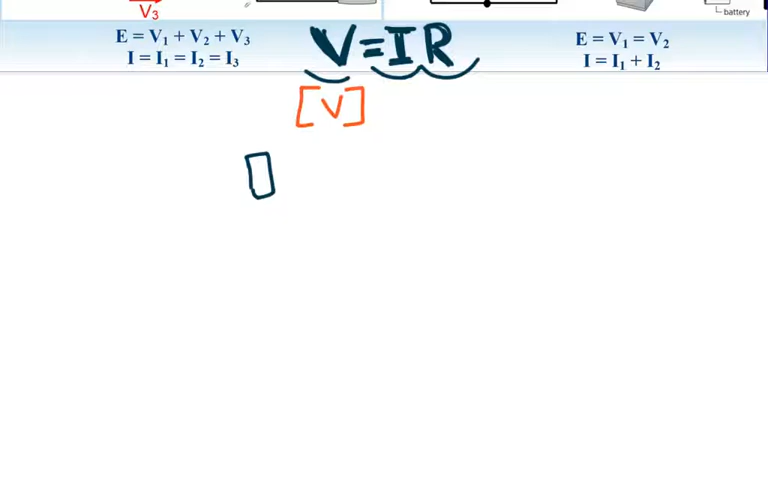 V₃
battery
E = V₁ + V₂ + V₃
I = I₁ = I₂ = I₃
V=IR
E = V₁ = V₂
I = I₁ + I₂
[V]